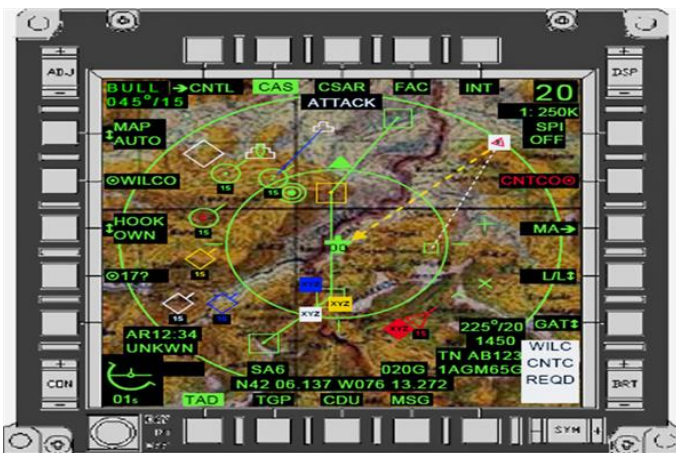 BULL →CNTL CAS CSAR FAC INT 20
045°/15 ATTACK
1: 250K
ADJ
DSP
MAP
AUTO
SPI
OFF
WILCO
CNTCO
15
15
HOOK
OWN
15
MA→
17?
15
L/L
XYZ
XYZ
XYZ
XYZ
15
15
15
AR12:34
UNKWN
225°/20
1450
GAT
TN AB123
WILC
CNTC
REQD
SA6
020G 1AGM65G
N42 06.137 W076 13.272
CON
BRT
01s
TAD TGP CDU MSG
- SYM +